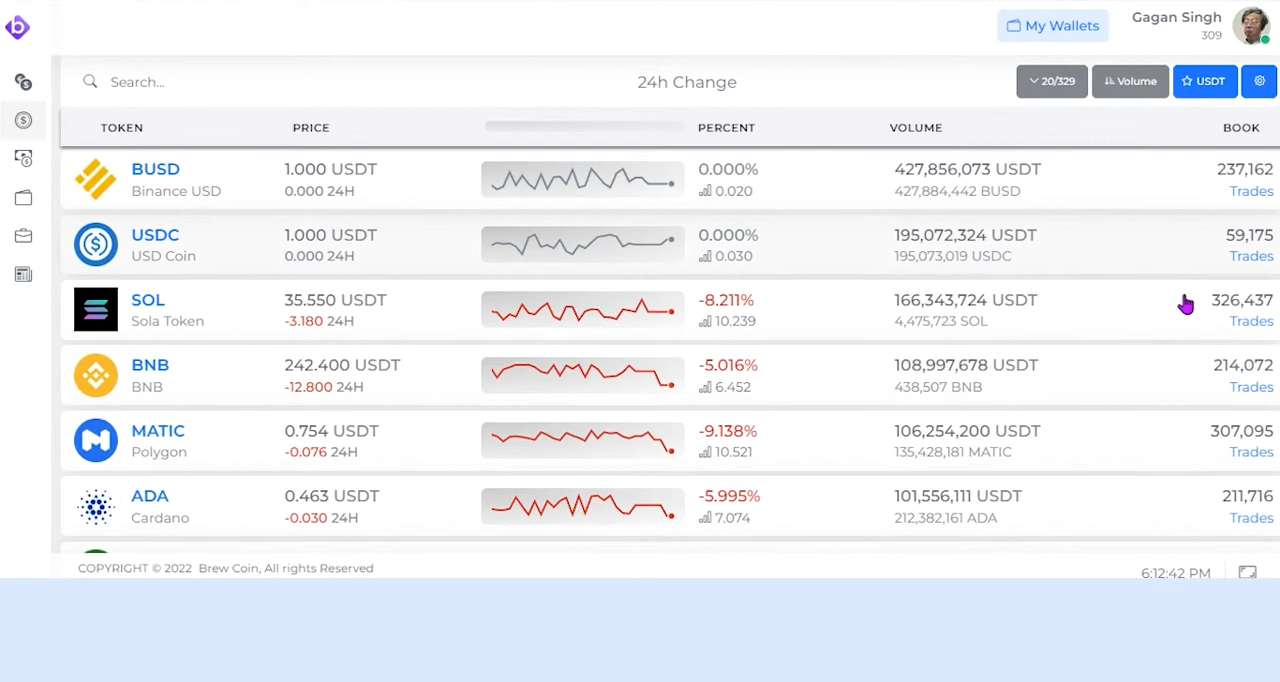 My Wallets
Gagan Singh
309
Search...
24h Change
20/329
Volume
USDT
TOKEN PRICE PERCENT VOLUME BOOK
BUSD 1.000 USDT 0.000% 427,856,073 USDT 237,162
Binance USD 0.000 24H 0.020 427,884,442 BUSD Trades
USDC 1.000 USDT 0.000% 195,072,324 USDT 59,175
USD Coin 0.000 24H 0.030 195,073,019 USDC Trades
SOL 35.550 USDT -8.211% 166,343,724 USDT 326,437
Sola Token -3.180 24H 10.239 4,475,723 SOL Trades
BNB 242.400 USDT -5.016% 108,997,678 USDT 214,072
BNB -12.800 24H 6.452 438,507 BNB Trades
MATIC 0.754 USDT -9.138% 106,254,200 USDT 307,095
Polygon -0.076 24H 10.521 135,428,181 MATIC Trades
ADA 0.463 USDT -5.995% 101,556,111 USDT 211,716
Cardano -0.030 24H 7.074 212,382,161 ADA Trades
COPYRIGHT © 2022 Brew Coin, All rights Reserved
6:12:42 PM